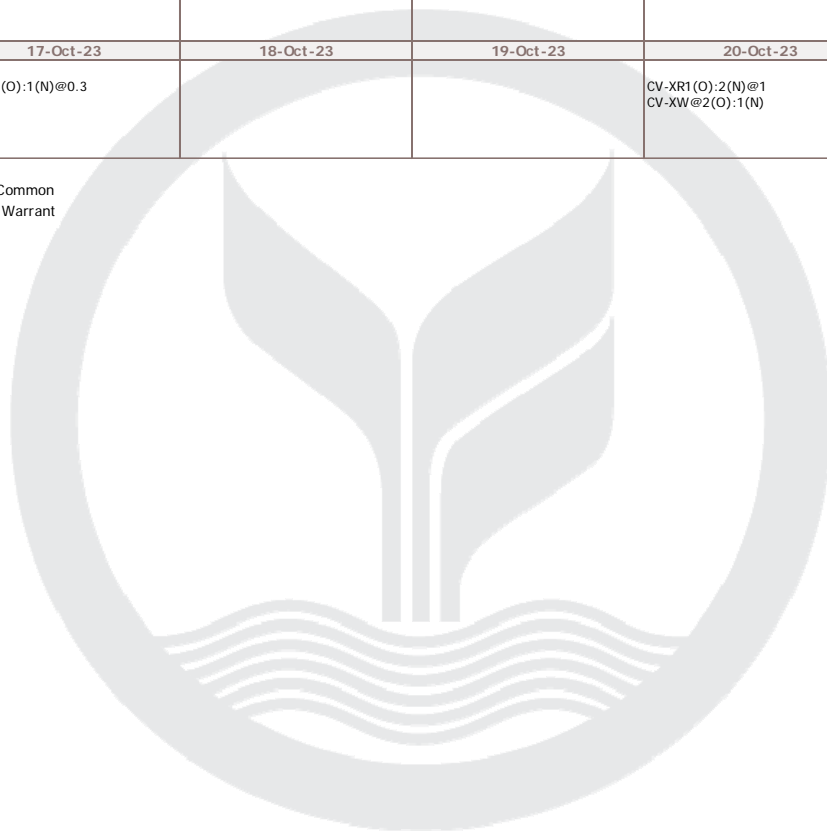 17-Oct-23 18-Oct-23 19-Oct-23 20-Oct-23
(O):1(N)@0.3
CV-XR1(O):2(N)@1
CV-XW@2(O):1(N)
Common
Warrant